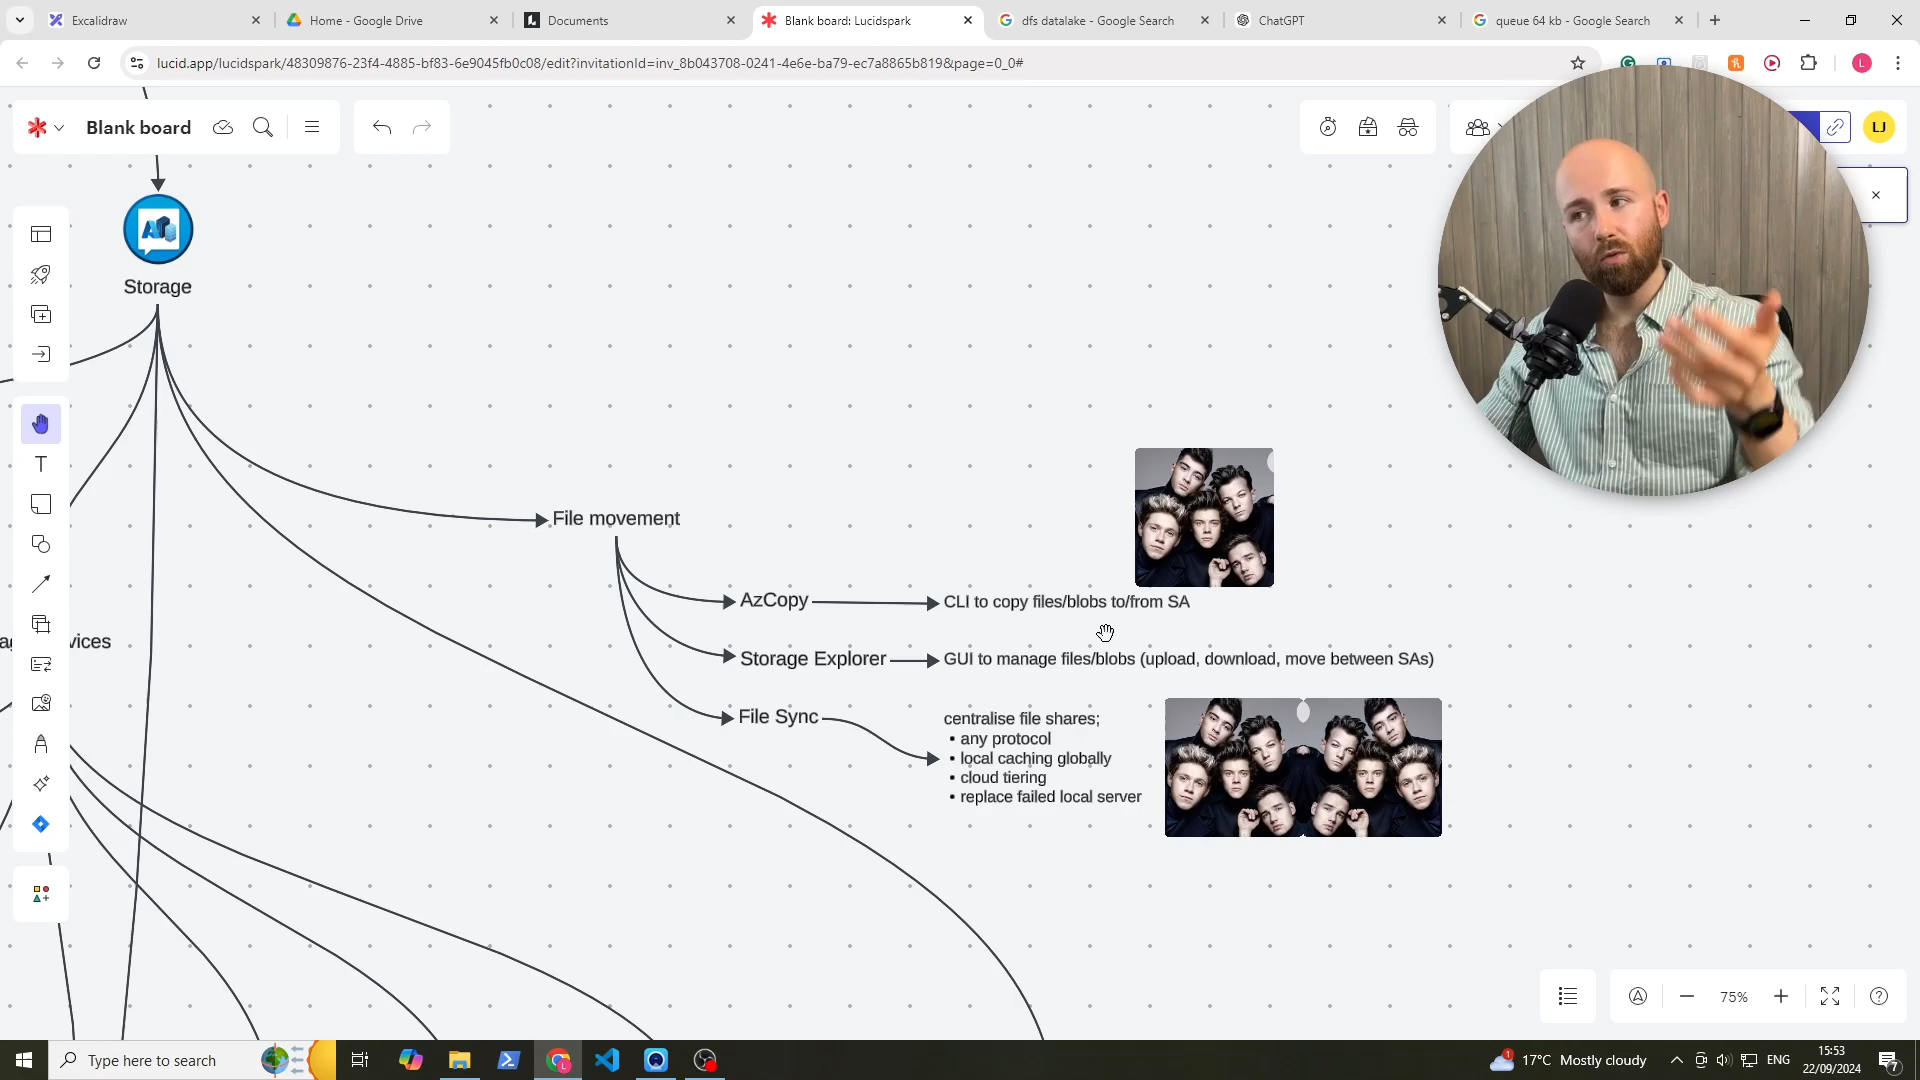 Excalidraw
Home - Google Drive
Documents
Blank board: Lucidspark
dfs datalake - Google Search
ChatGPT
queue 64 kb - Google Search
lucid.app/lucidspark/48309876-23f4-4885-bf83-6e9045fb0c08/edit?invitationId=inv_8b043708-0241-4e6e-ba79-ec7a8865b819&page=0_0#
L
Blank board
LJ
Storage
File movement
AzCopy
CLI to copy files/blobs to/from SA
Storage Explorer
GUI to manage files/blobs (upload, download, move between SAs)
File Sync
centralise file shares;
• any protocol
• local caching globally
• cloud tiering
• replace failed local server
75%
Type here to search
17°C Mostly cloudy
ENG
15:53
22/09/2024
7